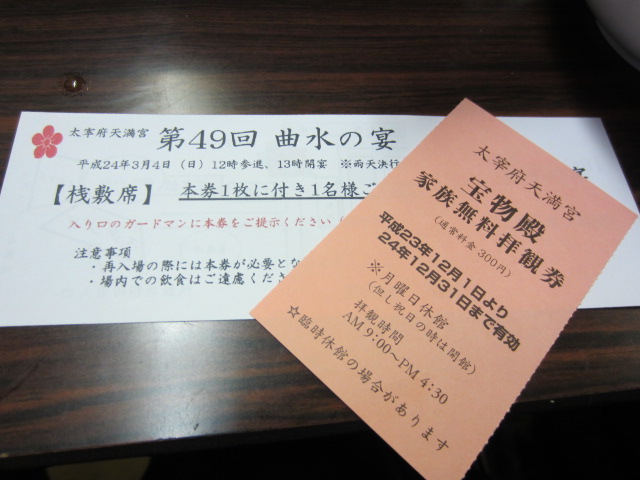 太宰府天満宮 第49回 曲水の宴
平成24年3月4日(日)12時参進、13時開宴 ※雨天決行
【桟敷席】 本券1枚に付き1名様ご
入り口のガードマンに本券をご提示ください(
注意事項
・再入場の際には本券が必要とな
・場内での飲食はご遠慮くださ
太宰府天満宮
宝物殿
家族無料拝観券
(通常料金 300円)
平成23年12月1日より
24年12月31日まで有効
※月曜日休館
(但し祝日の時は開館)
拝観時間
AM 9:00〜PM 4:30
☆臨時休館の場合があります